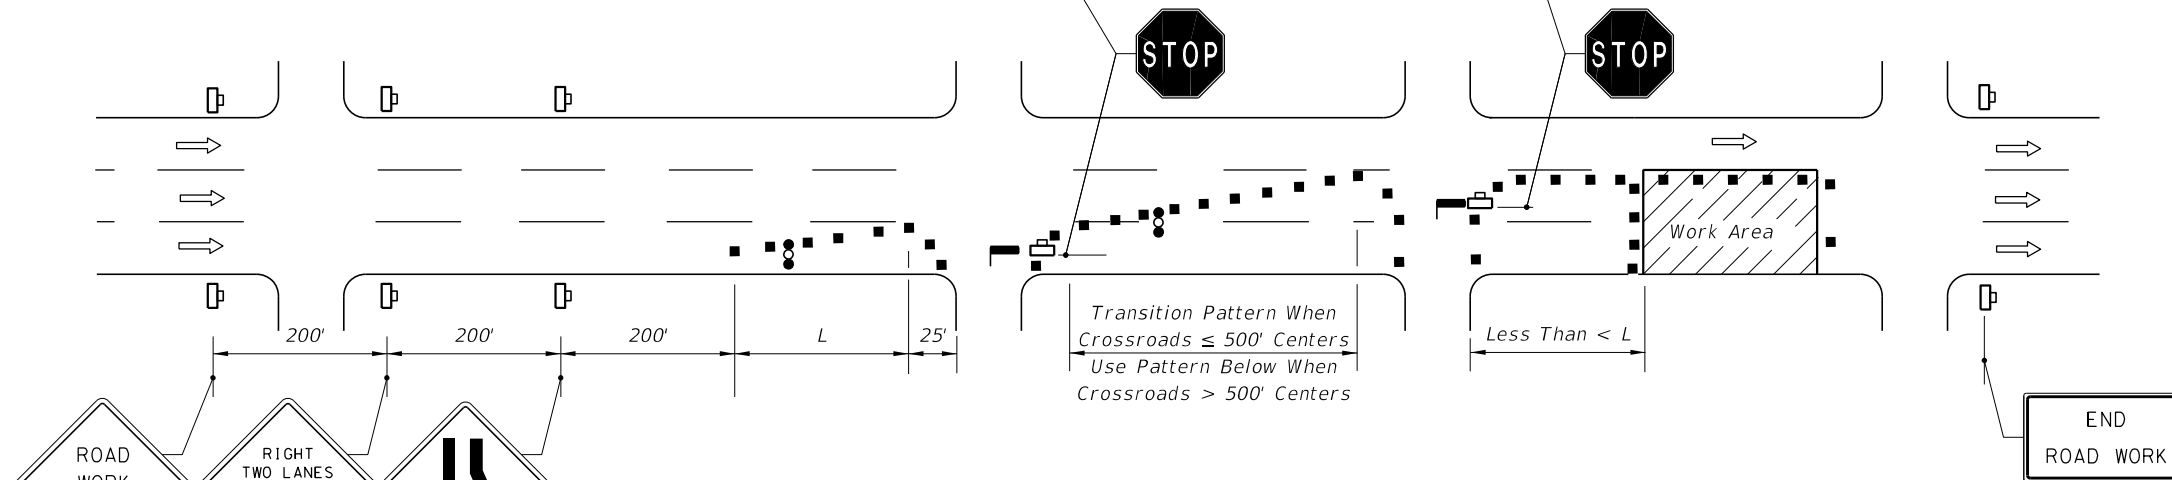 STOP
STOP
Work Area
200'
200'
200'
L
25'
Transition Pattern When
Crossroads ≤ 500' Centers
Use Pattern Below When
Crossroads > 500' Centers
Less Than < L
ROAD
WORK
RIGHT
TWO LANES
END
ROAD WORK